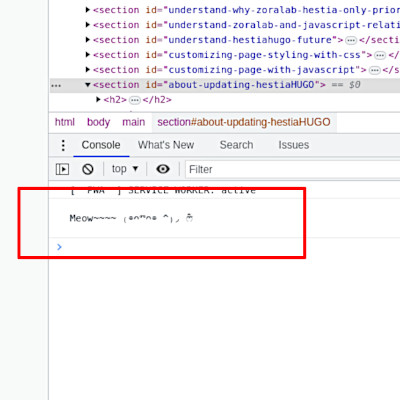 <section id="understand-why-zoralab-hestia-only-prior
<section id="understand-zoralab-and-javascript-relati
<section id="understand-hestiahugo-future">…</secti
<section id="customizing-page-styling-with-css">…</
<section id="customizing-page-with-javascript">…</s
… <section id="about-updating-hestiaHUGO"> == $0
<h2>…</h2>
html body main section#about-updating-hestiaHUGO
Console What's New Search Issues
top Filter
[ PWA ] SERVICE WORKER: active
Meow~~~~